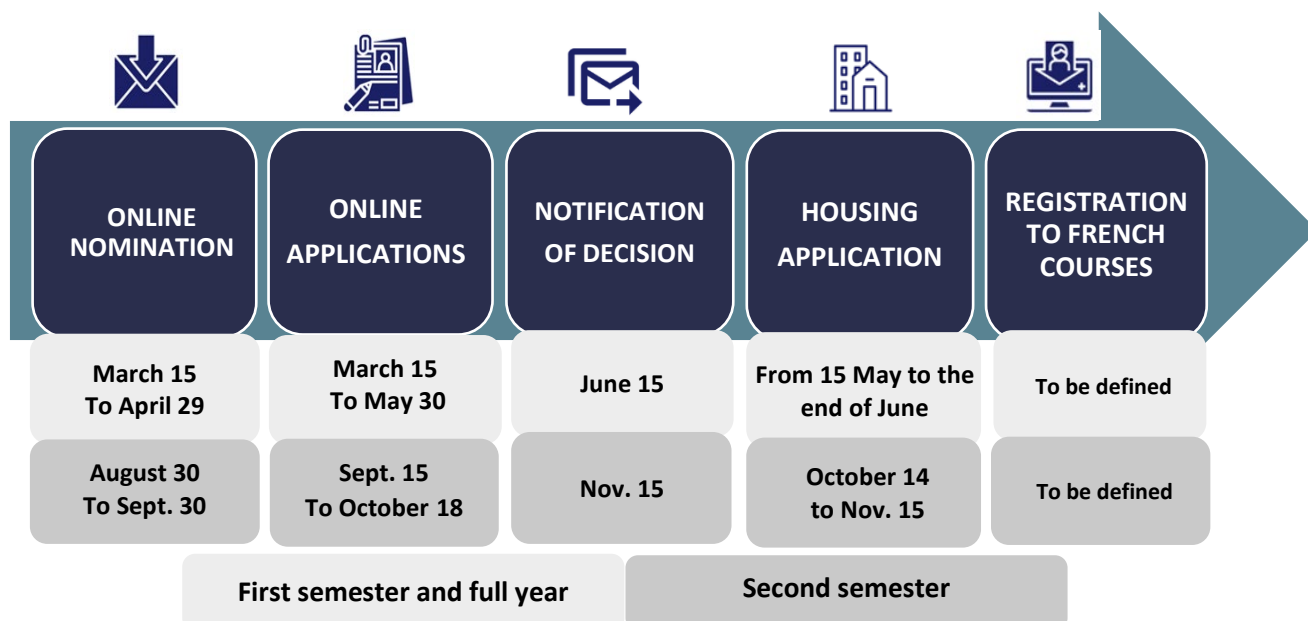 ONLINE
NOMINATION
ONLINE
APPLICATIONS
NOTIFICATION
OF DECISION
HOUSING
APPLICATION
REGISTRATION
TO FRENCH
COURSES
March 15
To April 29
March 15
To May 30
June 15
From 15 May to the
end of June
To be defined
August 30
To Sept. 30
Sept. 15
To October 18
Nov. 15
October 14
to Nov. 15
To be defined
First semester and full year
Second semester